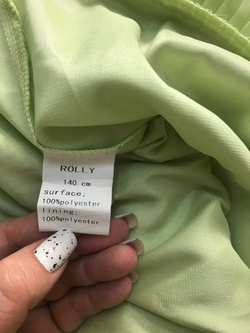 ROLLY
140 cm
surface;
100%polyester
lining;
100%polyester